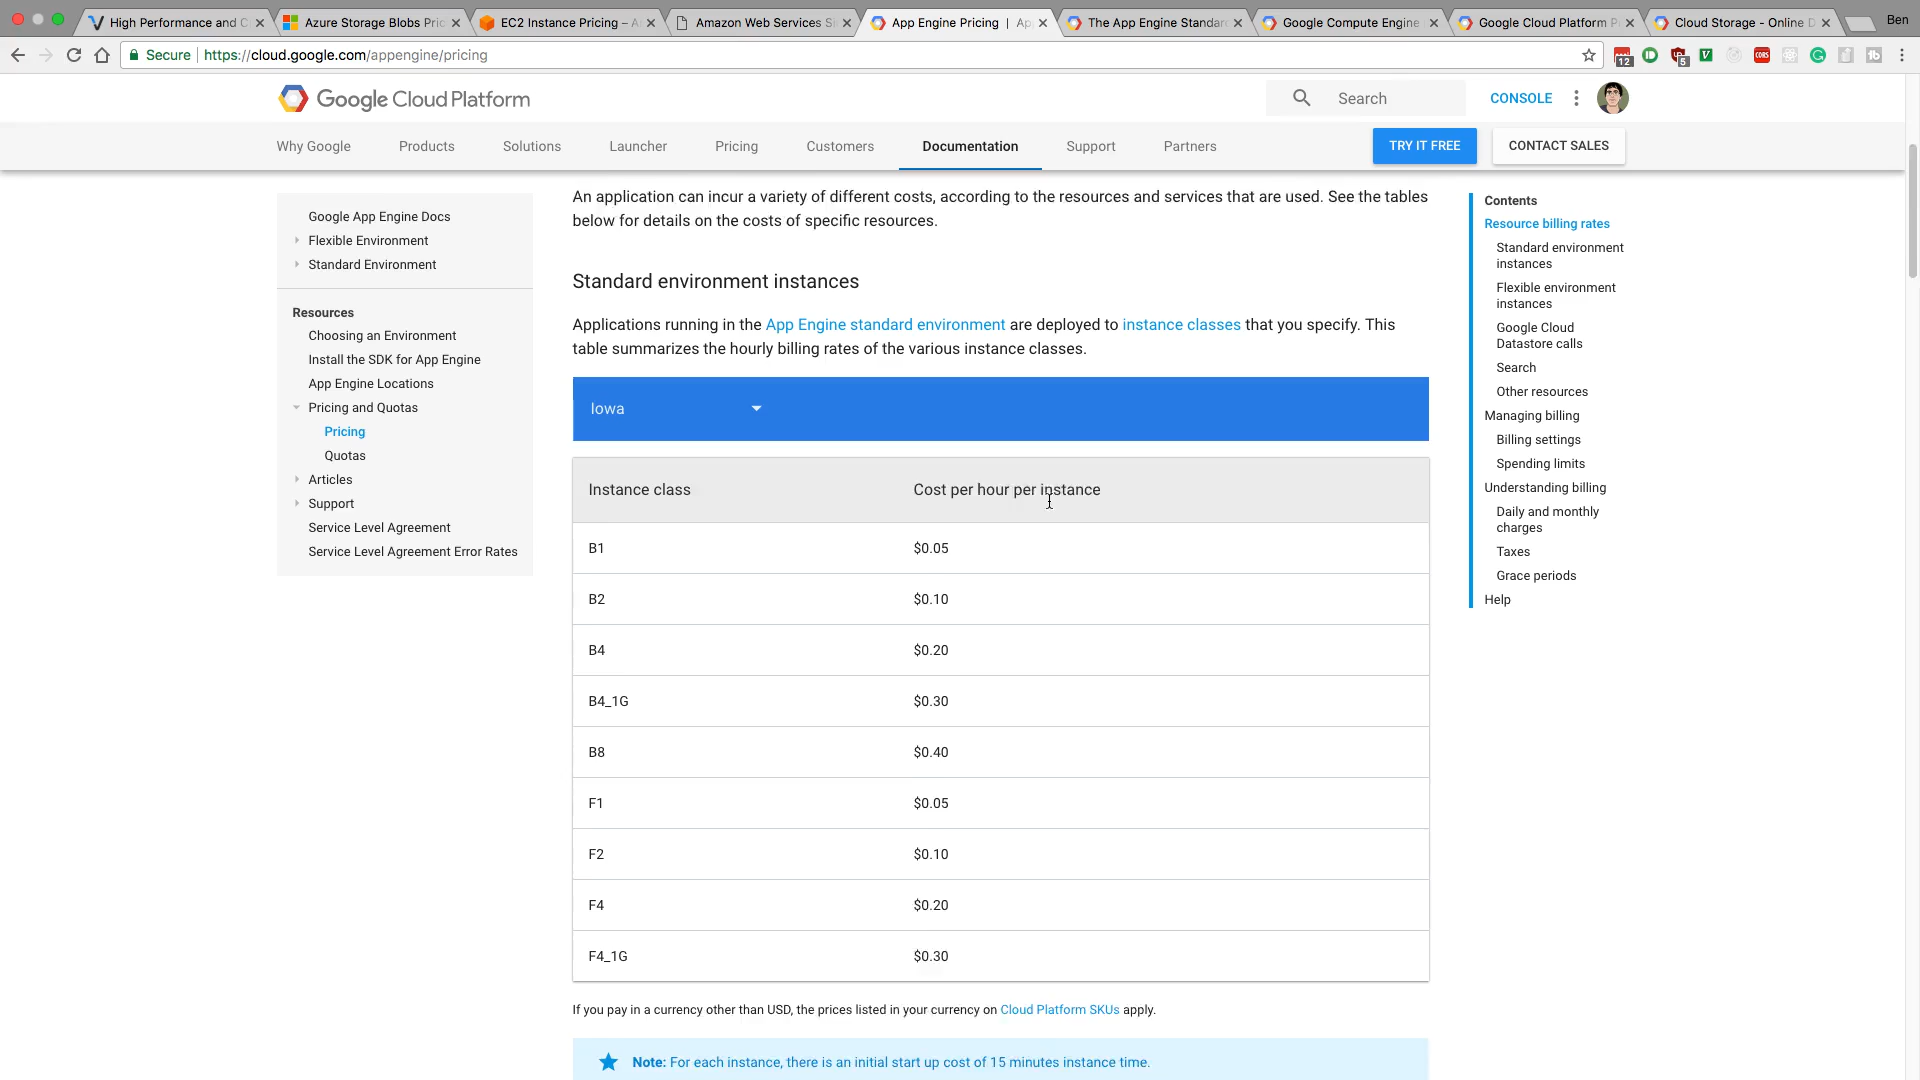 High Performance and C
Azure Storage Blobs Pric
EC2 Instance Pricing – A
Amazon Web Services Si
App Engine Pricing | Ap
The App Engine Standar
Google Compute Engine
Google Cloud Platform P
Cloud Storage - Online D
Ben
Secure
https://cloud.google.com/appengine/pricing
12
5
Google Cloud Platform
Search
CONSOLE
Why Google
Products
Solutions
Launcher
Pricing
Customers
Documentation
Support
Partners
TRY IT FREE
CONTACT SALES
Google App Engine Docs
Flexible Environment
Standard Environment
Resources
Choosing an Environment
Install the SDK for App Engine
App Engine Locations
Pricing and Quotas
Pricing
Quotas
Articles
Support
Service Level Agreement
Service Level Agreement Error Rates
An application can incur a variety of different costs, according to the resources and services that are used. See the tables
below for details on the costs of specific resources.
Standard environment instances
Applications running in the App Engine standard environment are deployed to instance classes that you specify. This
table summarizes the hourly billing rates of the various instance classes.
Iowa
Instance class Cost per hour per instance
B1 $0.05
B2 $0.10
B4 $0.20
B4_1G $0.30
B8 $0.40
F1 $0.05
F2 $0.10
F4 $0.20
F4_1G $0.30
If you pay in a currency other than USD, the prices listed in your currency on Cloud Platform SKUs apply.
Note: For each instance, there is an initial start up cost of 15 minutes instance time.
Contents
Resource billing rates
Standard environment
instances
Flexible environment
instances
Google Cloud
Datastore calls
Search
Other resources
Managing billing
Billing settings
Spending limits
Understanding billing
Daily and monthly
charges
Taxes
Grace periods
Help